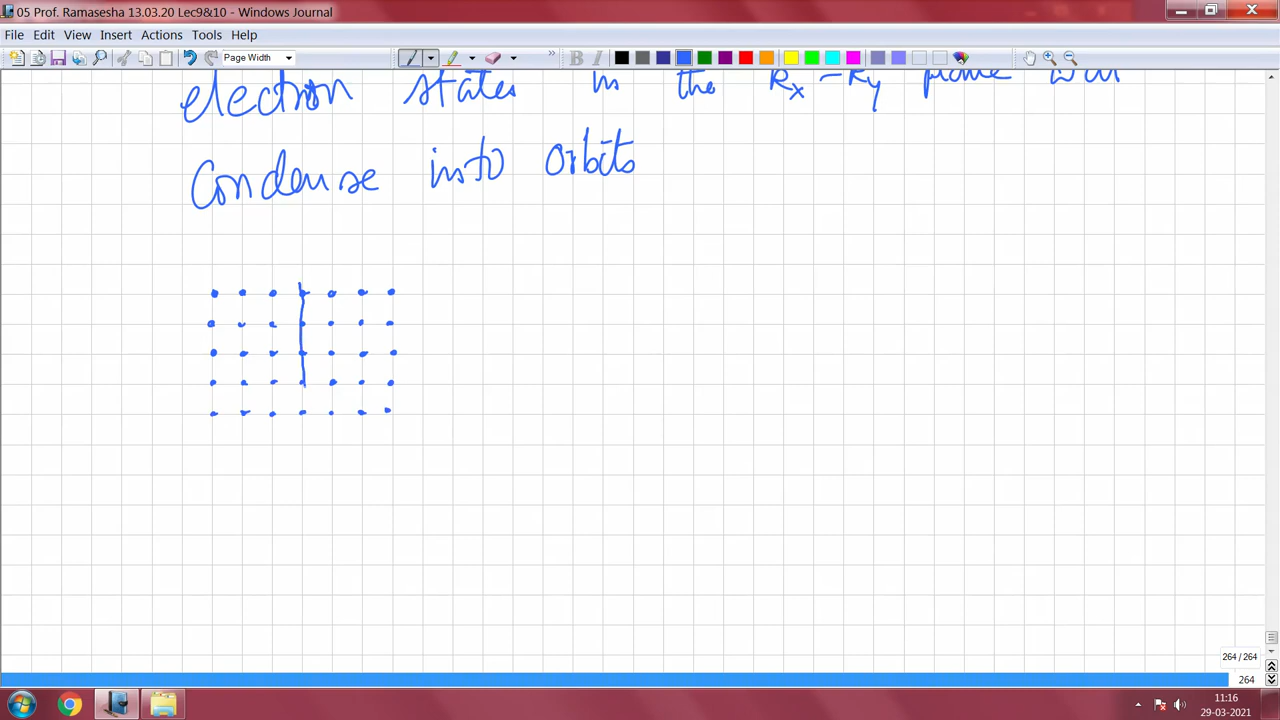 05 Prof. Ramasesha 13.03.20 Lec9&10 - Windows Journal
File Edit View Insert Actions Tools Help
Page Width
electron states in the Kx - Ky plane will
Condense into orbits
264 / 264
264
11:16
29-03-2021